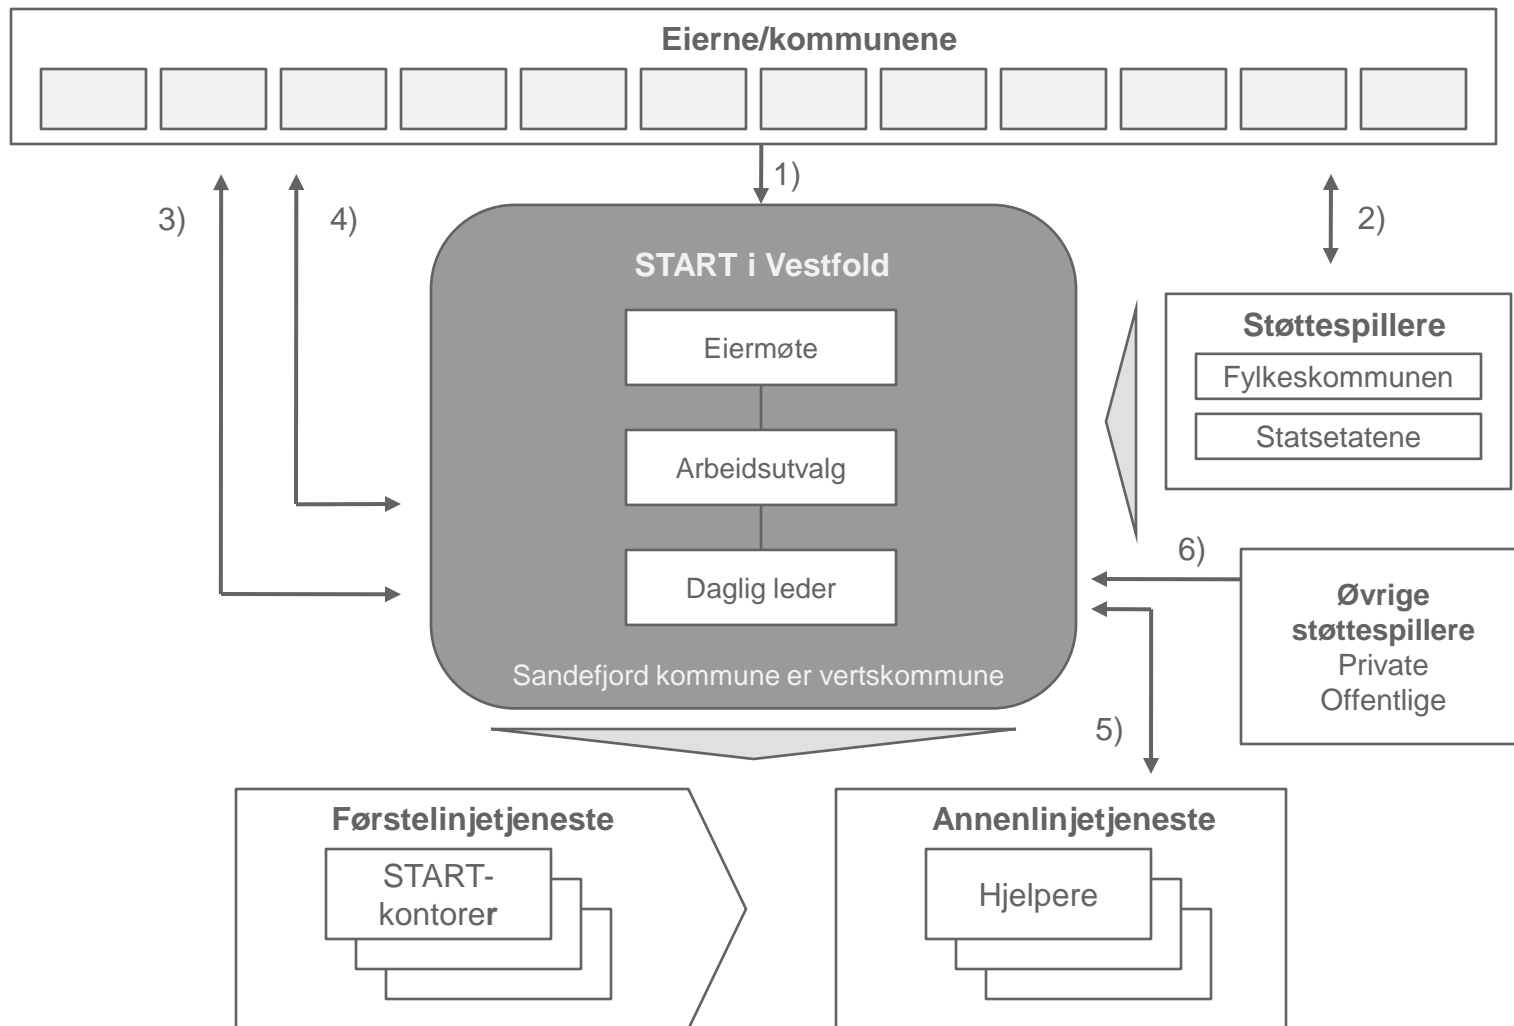 Eierne/kommunene
1)
2)
3)
4)
START i Vestfold
Eiermøte
Arbeidsutvalg
Daglig leder
Sandefjord kommune er vertskommune
Støttespillere
Fylkeskommunen
Statsetatene
6)
Øvrige
støttespillere
Private
Offentlige
5)
Førstelinjetjeneste
START-
kontorer
Annenlinjetjeneste
Hjelpere